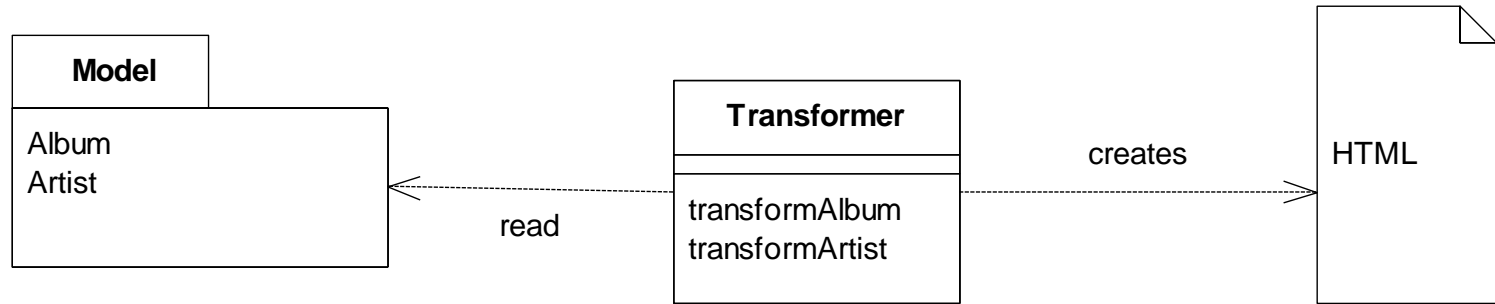 Model
Album
Artist
read
Transformer
transformAlbum
transformArtist
creates
HTML